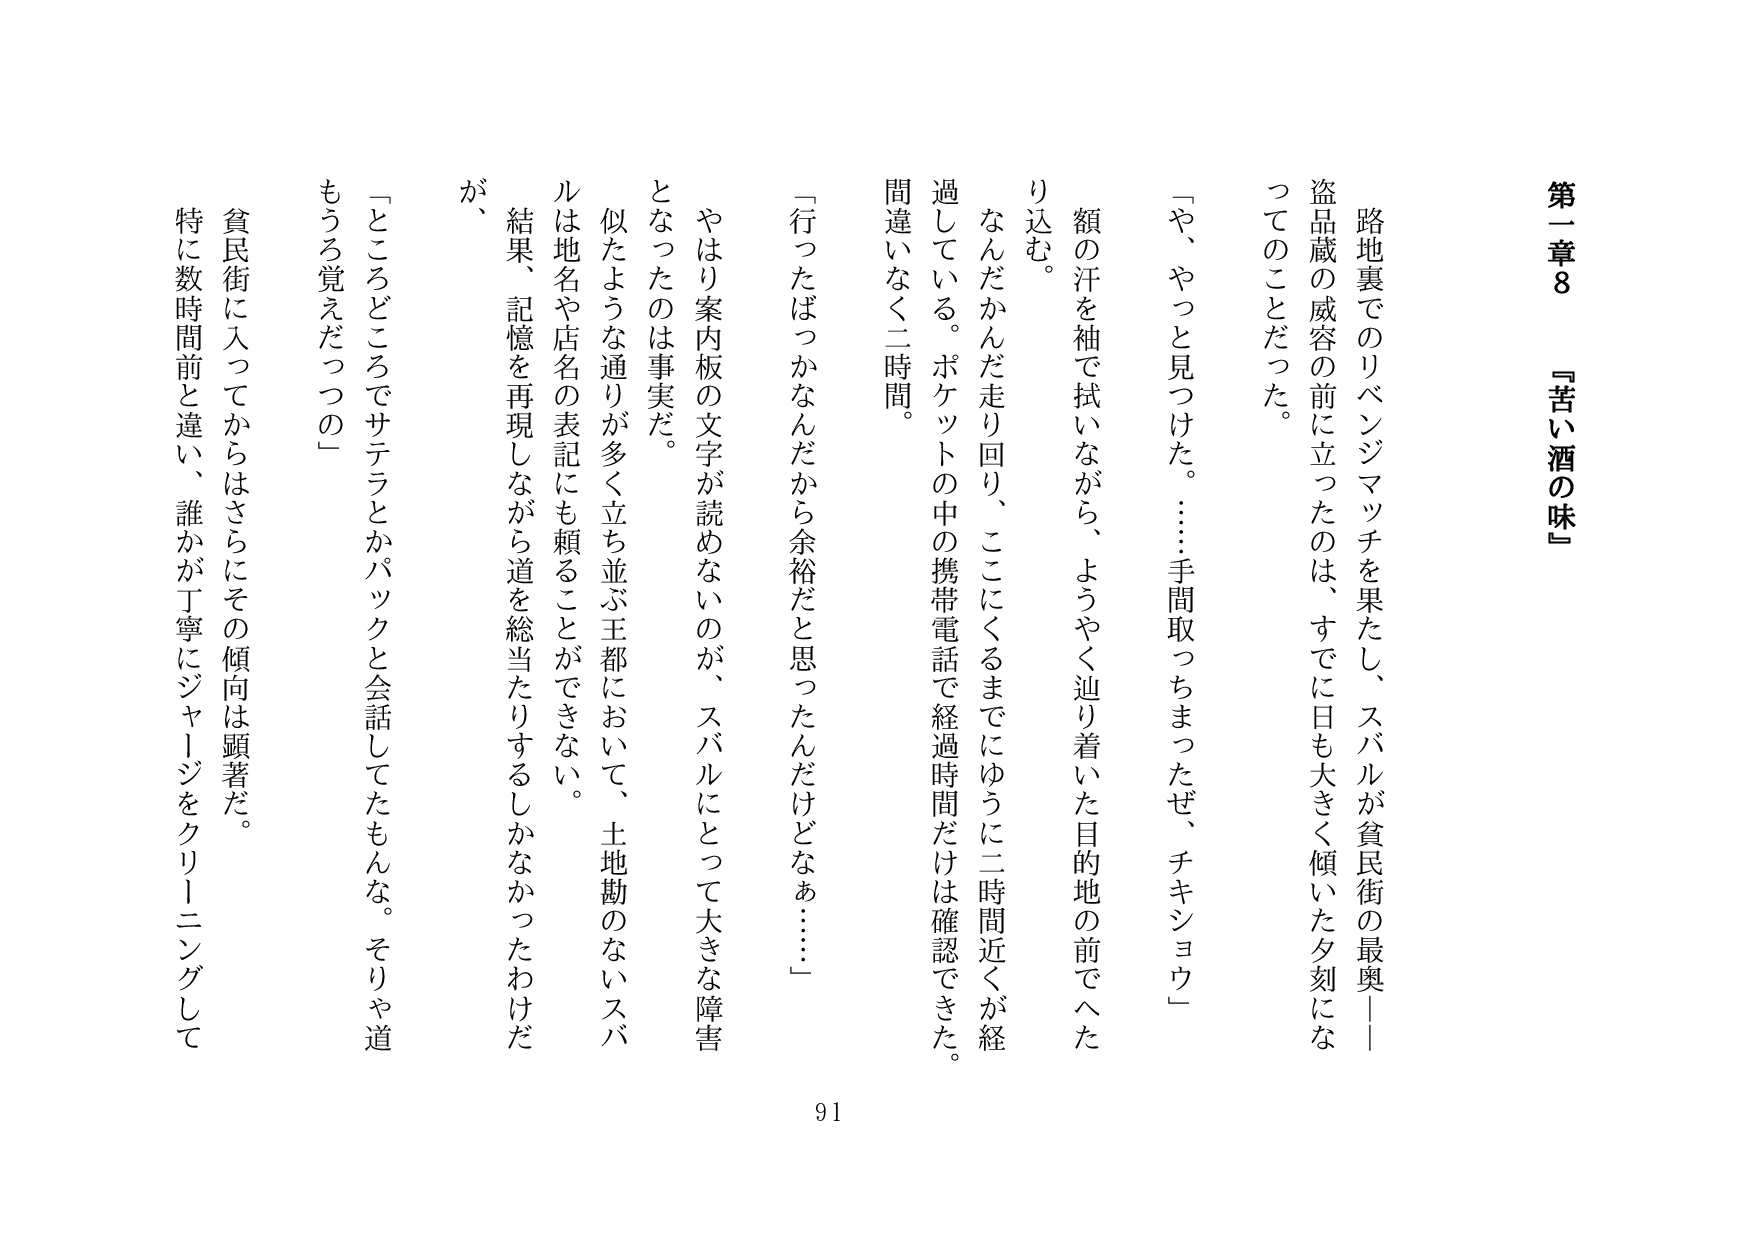 第一章８　『苦い酒の味』
　路地裏でのリベンジマッチを果たし、スバルが貧民街の最奥――
盗品蔵の威容の前に立ったのは、すでに日も大きく傾いた夕刻にな
ってのことだった。
「や、やっと見つけた。……手間取っちまったぜ、チキショウ」
　額の汗を袖で拭いながら、ようやく辿り着いた目的地の前でへた
り込む。
　なんだかんだ走り回り、ここにくるまでにゆうに二時間近くが経
過している。ポケットの中の携帯電話で経過時間だけは確認できた。
間違いなく二時間。
「行ったばっかなんだから余裕だと思ったんだけどなぁ……」
　やはり案内板の文字が読めないのが、スバルにとって大きな障害
となったのは事実だ。
　似たような通りが多く立ち並ぶ王都において、土地勘のないスバ
ルは地名や店名の表記にも頼ることができない。
　結果、記憶を再現しながら道を総当たりするしかなかったわけだ
が、
「ところどころでサテラとかパックと会話してたもんな。そりゃ道
もうろ覚えだっつの」
　貧民街に入ってからはさらにその傾向は顕著だ。
　特に数時間前と違い、誰かが丁寧にジャージをクリーニングして
91